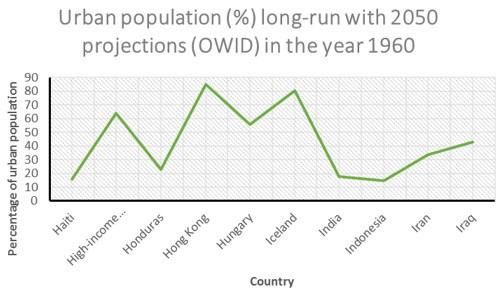 Urban population (%) long-run with 2050
projections (OWID) in the year 1960
Percentage of urban population
90
80
70
60
50
40
30
20
10
0
Haiti
High-income...
Honduras
Hong Kong
Hungary
Iceland
India
Indonesia
Iran
Iraq
Country